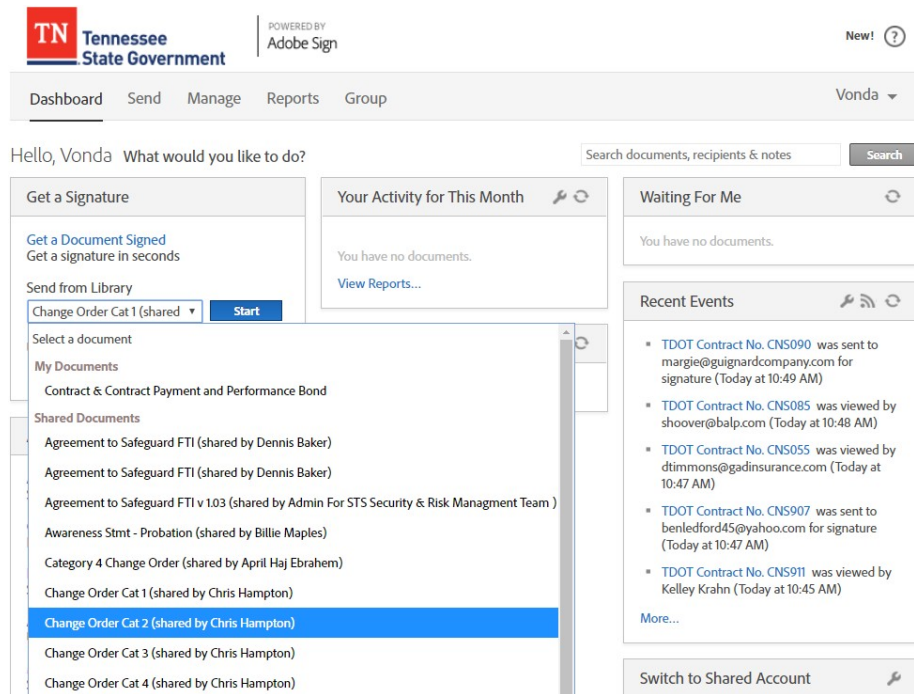 TN Tennessee
State Government
POWERED BY
Adobe Sign
New! ?
Dashboard Send Manage Reports Group
Vonda
Hello, Vonda What would you like to do?
Search documents, recipients & notes
Search
Get a Signature
Get a Document Signed
Get a signature in seconds
Send from Library
Change Order Cat 1 (shared
Start
Select a document
My Documents
Contract & Contract Payment and Performance Bond
Shared Documents
Agreement to Safeguard FTI (shared by Dennis Baker)
Agreement to Safeguard FTI (shared by Dennis Baker)
Agreement to Safeguard FTI v 1.03 (shared by Admin For STS Security & Risk Managment Team )
Awareness Stmt - Probation (shared by Billie Maples)
Category 4 Change Order (shared by April Haj Ebrahem)
Change Order Cat 1 (shared by Chris Hampton)
Change Order Cat 2 (shared by Chris Hampton)
Change Order Cat 3 (shared by Chris Hampton)
Change Order Cat 4 (shared by Chris Hampton)
Your Activity for This Month
You have no documents.
View Reports...
Waiting For Me
You have no documents.
Recent Events
TDOT Contract No. CNS090 was sent to
margie@guignardcompany.com for
signature (Today at 10:49 AM)
TDOT Contract No. CNS085 was viewed by
shoover@balp.com (Today at 10:48 AM)
TDOT Contract No. CNS055 was viewed by
dtimmons@gadinsurance.com (Today at
10:47 AM)
TDOT Contract No. CNS907 was sent to
benledford45@yahoo.com for signature
(Today at 10:47 AM)
TDOT Contract No. CNS911 was viewed by
Kelley Krahn (Today at 10:45 AM)
More...
Switch to Shared Account